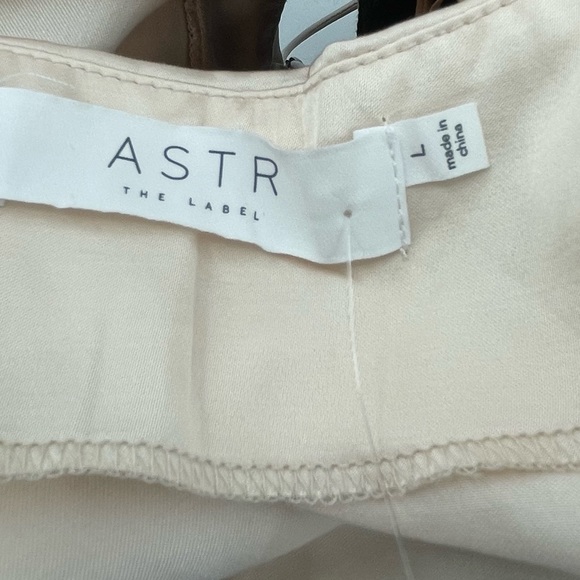 ASTR
THE LABEL
L
made in
china